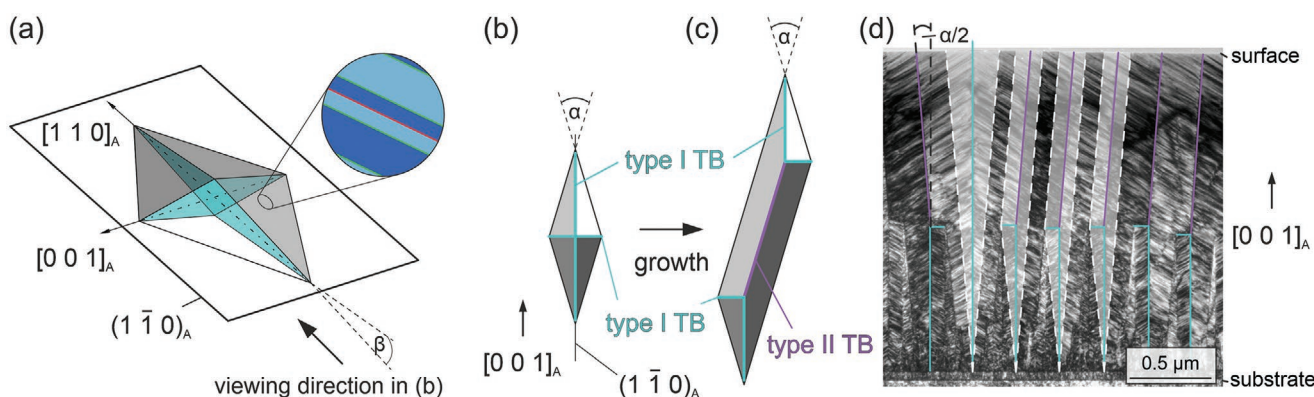 (a)
[1 1 0]A
[0 0 1]A
(1 1̄ 0)A
β
viewing direction in (b)
(b)
α
type I TB
growth
type I TB
[0 0 1]A
(1 1̄ 0)A
(c)
α
type II TB
(d)
α/2
surface
[0 0 1]A
0.5 µm
substrate